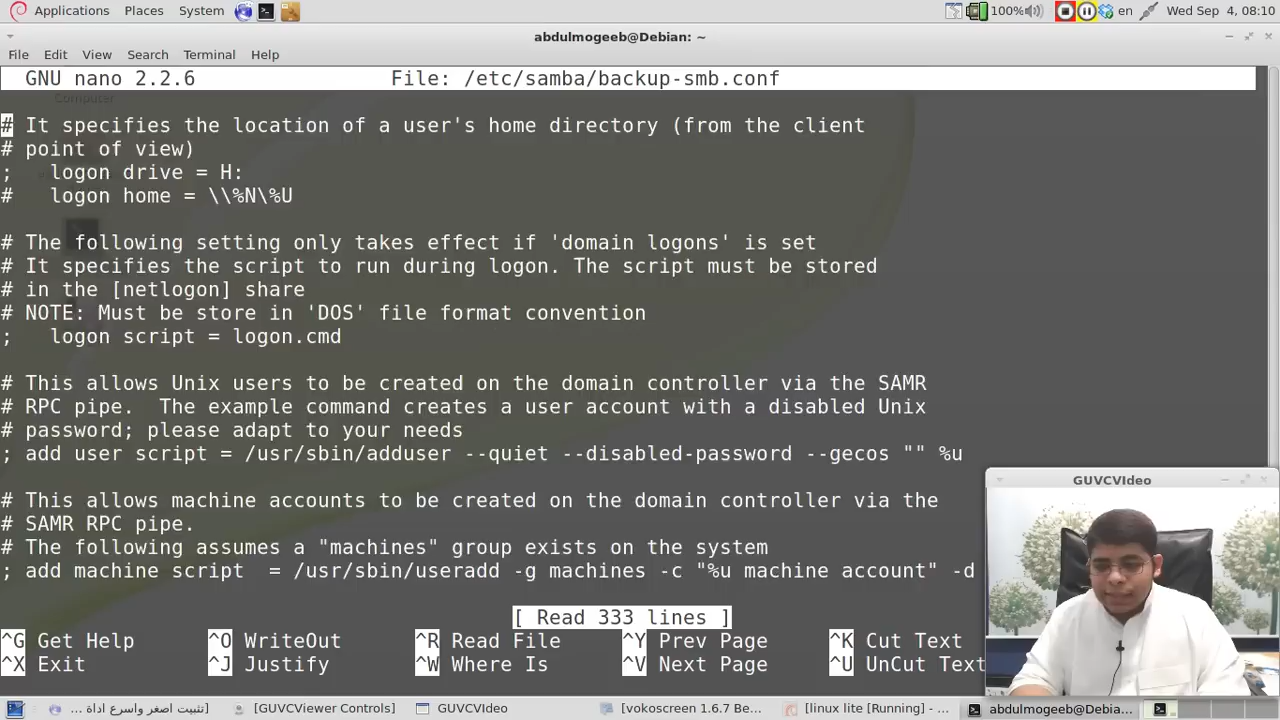 Applications Places System 100% en Wed Sep 4, 08:10
abdulmogeeb@Debian: ~
File Edit View Search Terminal Help
GNU nano 2.2.6 File: /etc/samba/backup-smb.conf
Computer
# It specifies the location of a user's home directory (from the client
# point of view)
;   logon drive = H:
#   logon home = \\%N\%U
# The following setting only takes effect if 'domain logons' is set
# It specifies the script to run during logon. The script must be stored
# in the [netlogon] share
# NOTE: Must be store in 'DOS' file format convention
;   logon script = logon.cmd
# This allows Unix users to be created on the domain controller via the SAMR
# RPC pipe.  The example command creates a user account with a disabled Unix
# password; please adapt to your needs
; add user script = /usr/sbin/adduser --quiet --disabled-password --gecos "" %u
# This allows machine accounts to be created on the domain controller via the
# SAMR RPC pipe.
# The following assumes a "machines" group exists on the system
; add machine script  = /usr/sbin/useradd -g machines -c "%u machine account" -d
GUVCVIdeo
[ Read 333 lines ]
^G Get Help ^O WriteOut ^R Read File ^Y Prev Page ^K Cut Text
^X Exit ^J Justify ^W Where Is ^V Next Page ^U UnCut Text
تثبيت اصغر واسرع اداة ... [GUVCViewer Controls] GUVCVIdeo [vokoscreen 1.6.7 Be... [linux lite [Running] - ... abdulmogeeb@Debia...